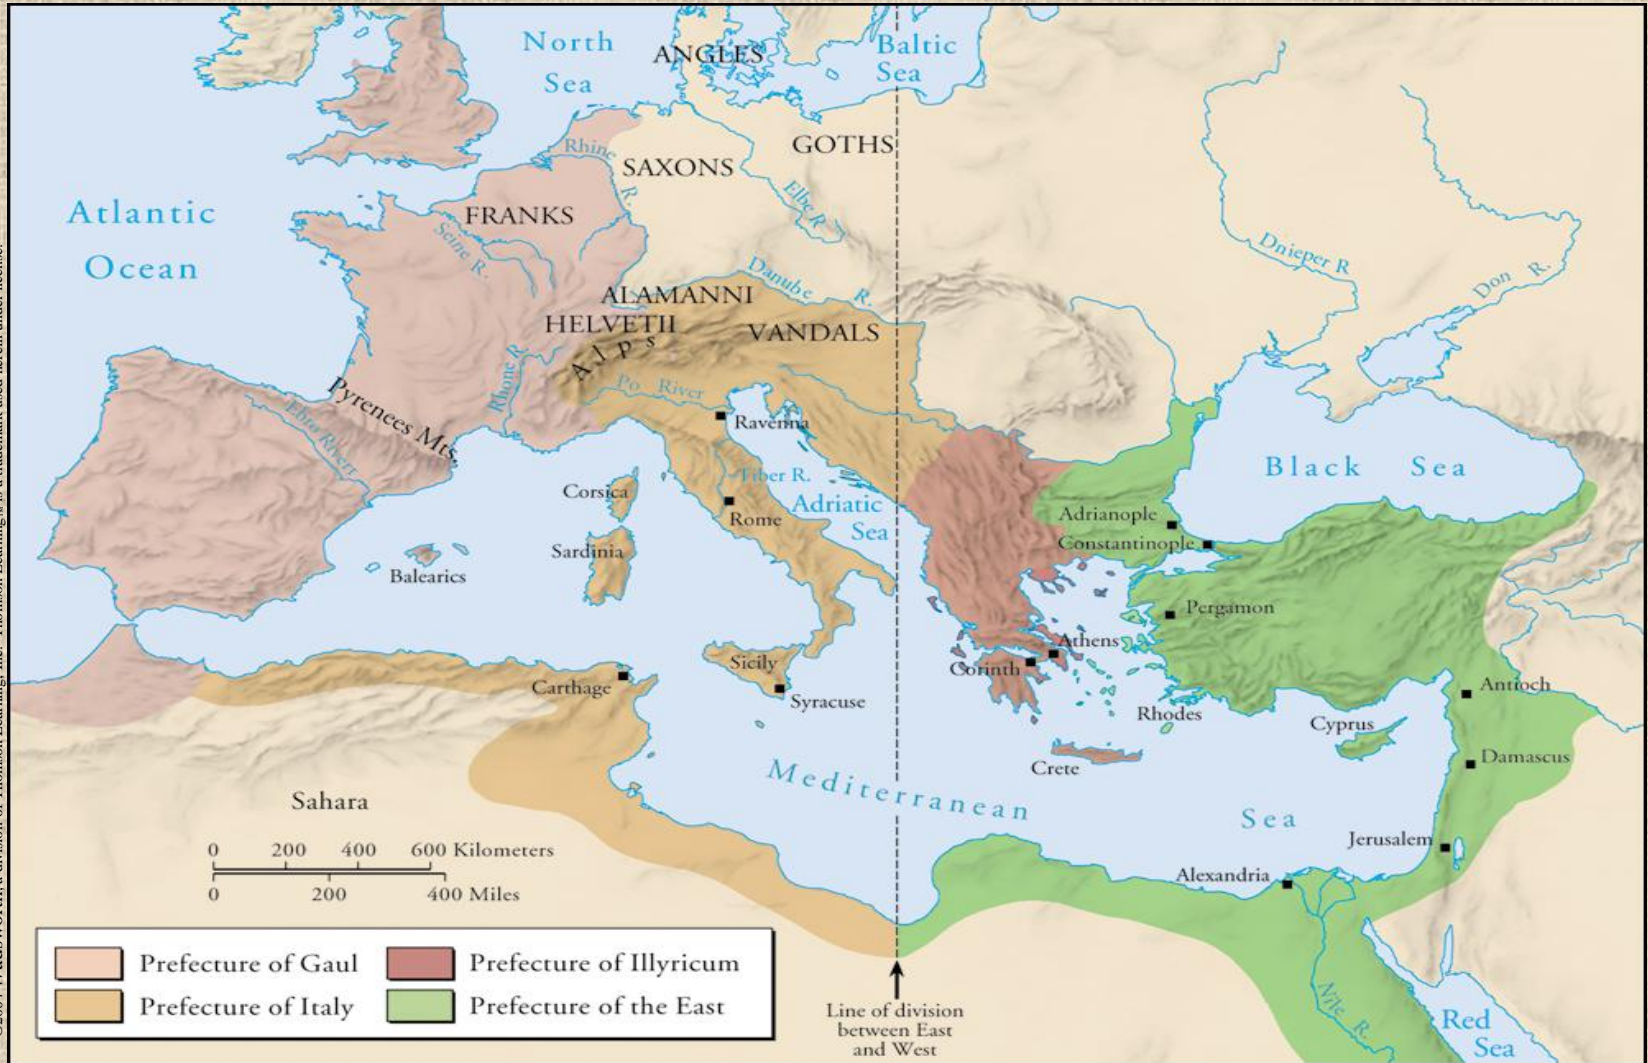 North
Sea
ANGLES
Baltic
Sea
GOTHS
Rhine
R.
SAXONS
Elbe R.
Atlantic
Ocean
FRANKS
Seine R.
Dnieper R
Don R.
Danube R.
ALAMANNI
HELVETII
VANDALS
Alps
Rhone R.
Po River
Pyrenees Mts.
Ravenna
Tiber R.
Corsica
Rome
Adriatic
Sea
Black Sea
Adrianople
Constantinople
Sardinia
Balearics
Pergamon
Athens
Corinth
Sicily
Carthage
Syracuse
Antioch
Rhodes
Cyprus
Crete
Damascus
Mediterranean
Sea
Sahara
Jerusalem
Alexandria
0 200 400 600 Kilometers
0 200 400 Miles
Prefecture of Gaul
Prefecture of Illyricum
Prefecture of Italy
Prefecture of the East
Line of division
between East
and West
Nile R.
Red
Sea